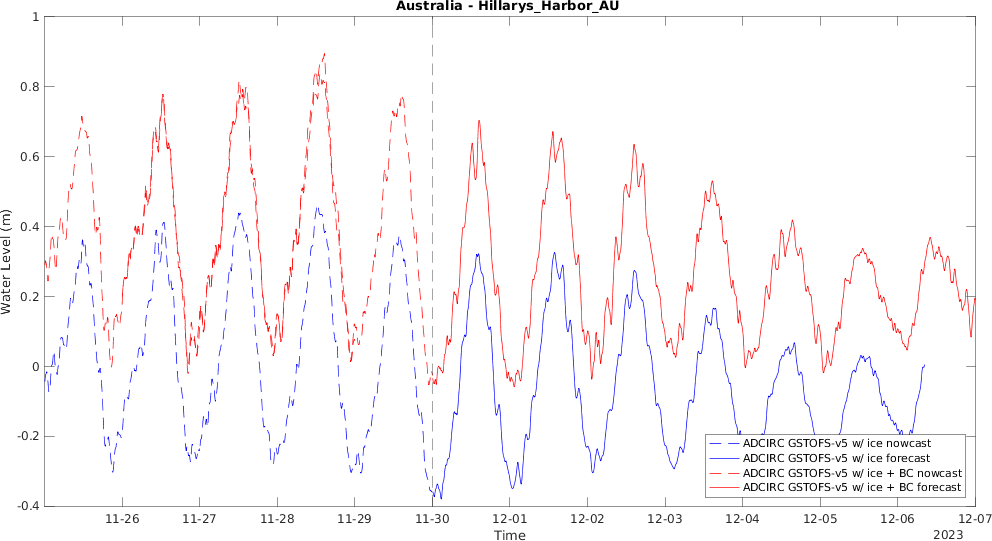 Australia - Hillarys_Harbor_AU
Water Level (m)
1
0.8
0.6
0.4
0.2
0
-0.2
-0.4
11-26 11-27 11-28 11-29 11-30 12-01 12-02 12-03 12-04 12-05 12-06 12-07
Time
2023
ADCIRC GSTOFS-v5 w/ ice nowcast
ADCIRC GSTOFS-v5 w/ ice forecast
ADCIRC GSTOFS-v5 w/ ice + BC nowcast
ADCIRC GSTOFS-v5 w/ ice + BC forecast